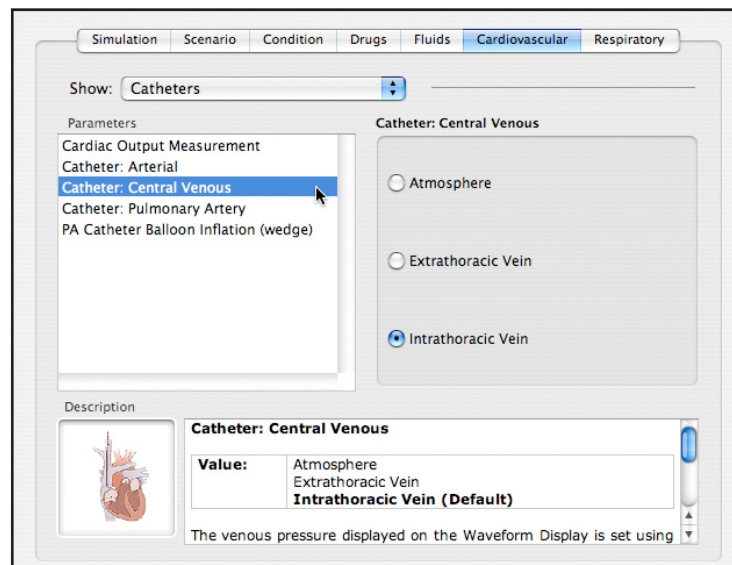 Simulation Scenario Condition Drugs Fluids Cardiovascular Respiratory
Show: Catheters
Parameters
Cardiac Output Measurement
Catheter: Arterial
Catheter: Central Venous
Catheter: Pulmonary Artery
PA Catheter Balloon Inflation (wedge)
Catheter: Central Venous
Atmosphere
Extrathoracic Vein
Intrathoracic Vein
Description
Catheter: Central Venous
Value: Atmosphere
Extrathoracic Vein
Intrathoracic Vein (Default)
The venous pressure displayed on the Waveform Display is set using